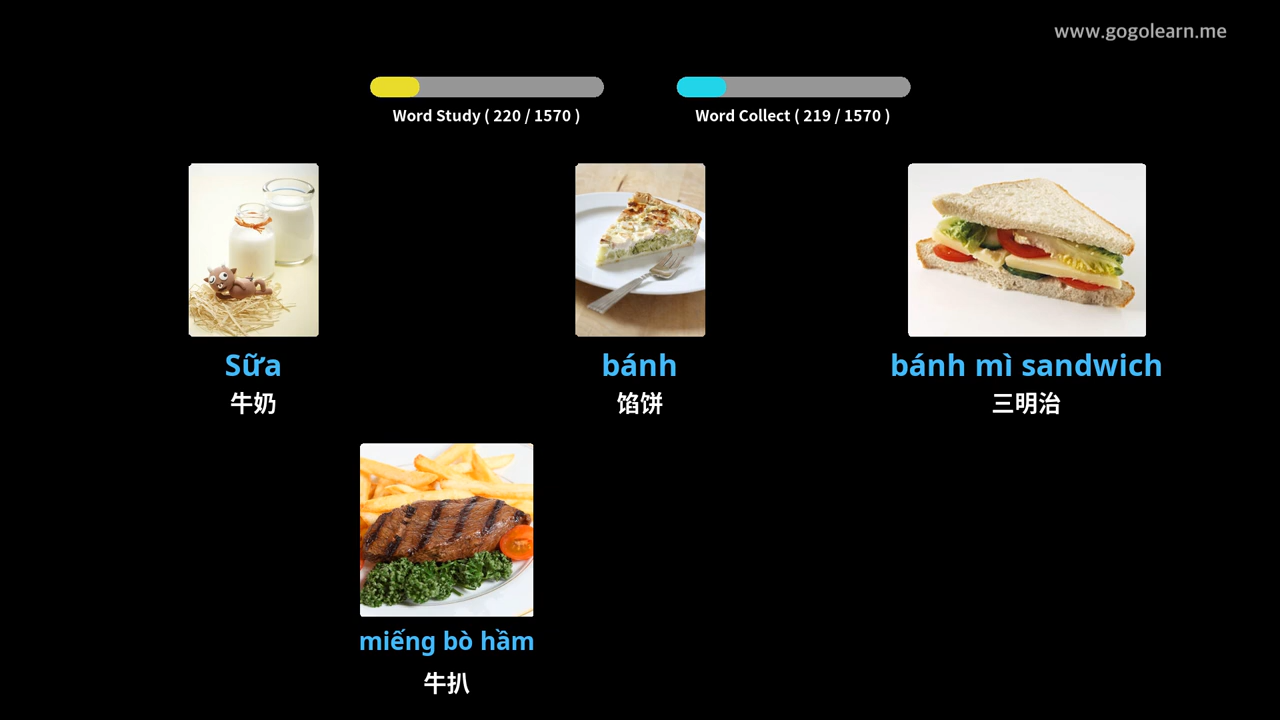 www.gogolearn.me
Word Study ( 220 / 1570 )
Word Collect ( 219 / 1570 )
Sữa
牛奶
bánh
馅饼
bánh mì sandwich
三明治
miếng bò hầm
牛扒